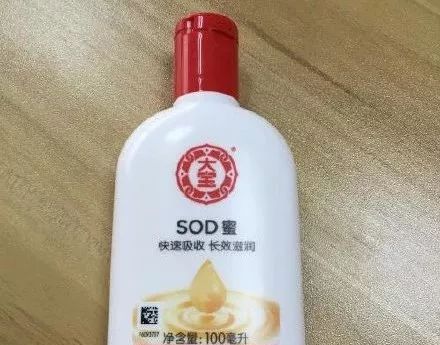 大宝
SOD蜜
快速吸收 长效滋润
净含量:100毫升